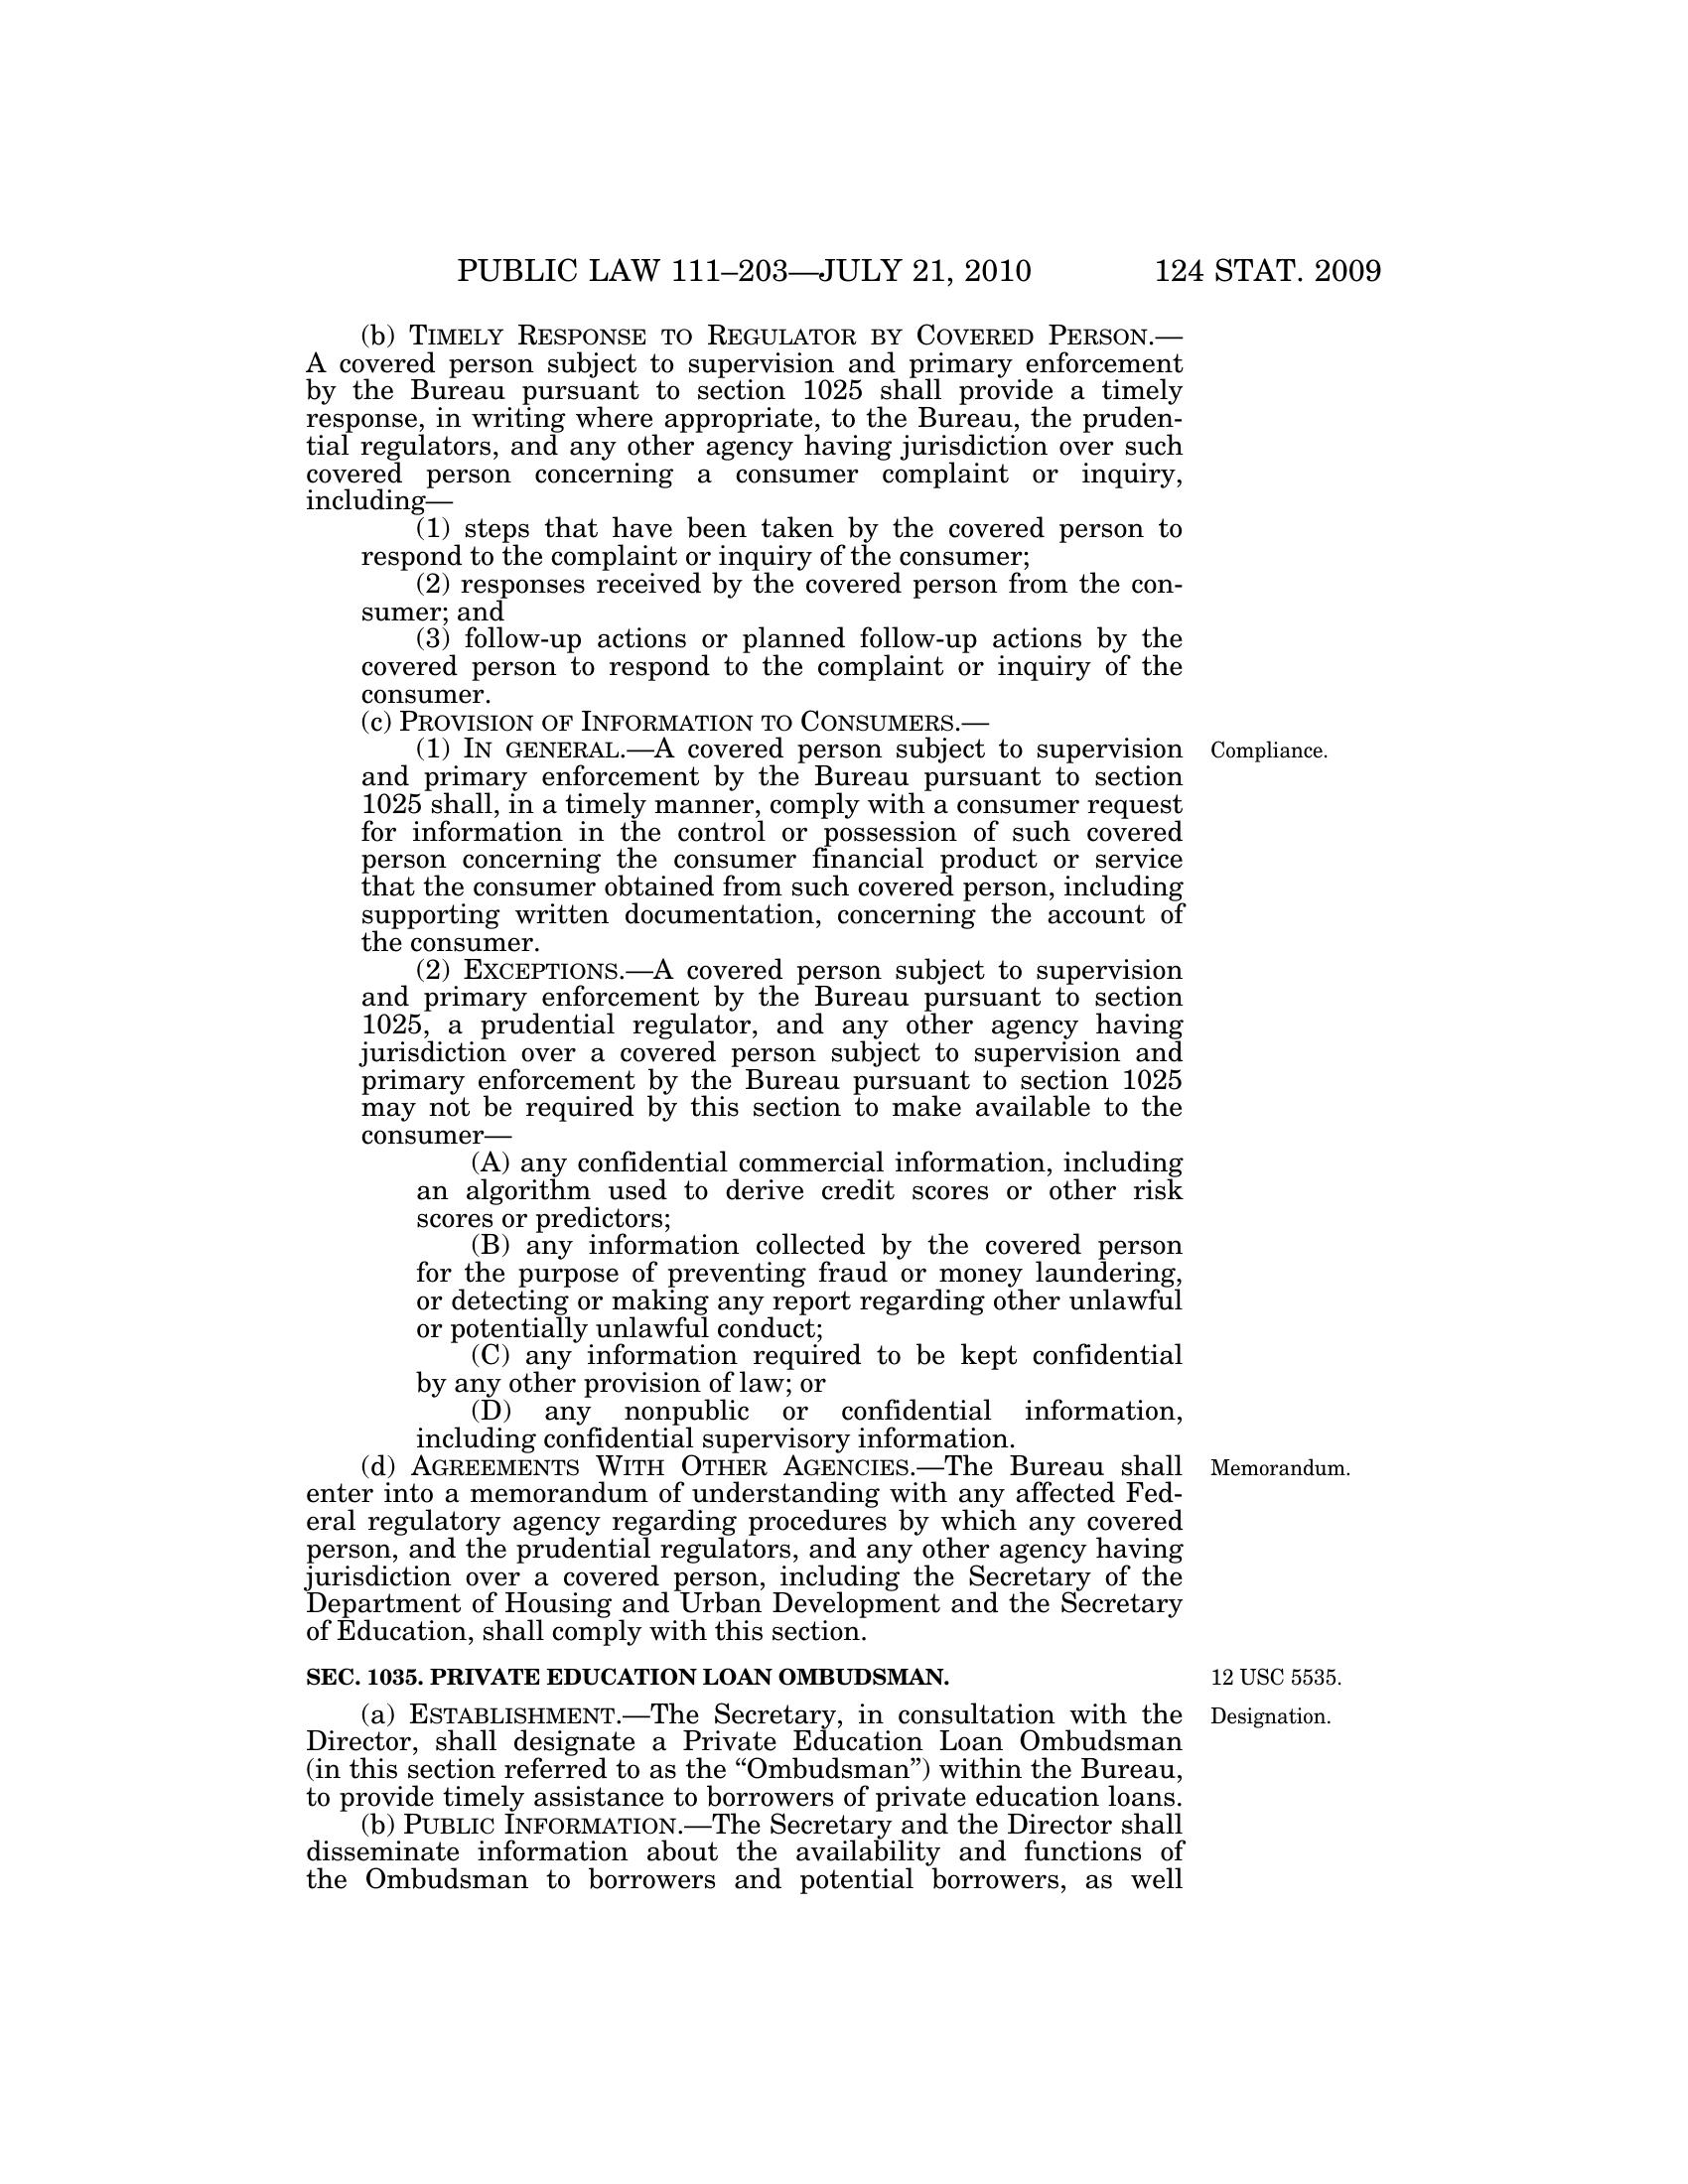 PUBLIC LAW 111–203—JULY 21, 2010 124 STAT. 2009
(b) TIMELY RESPONSE TO REGULATOR BY COVERED PERSON.—
A covered person subject to supervision and primary enforcement
by the Bureau pursuant to section 1025 shall provide a timely
response, in writing where appropriate, to the Bureau, the pruden-
tial regulators, and any other agency having jurisdiction over such
covered person concerning a consumer complaint or inquiry,
including—
(1) steps that have been taken by the covered person to
respond to the complaint or inquiry of the consumer;
(2) responses received by the covered person from the con-
sumer; and
(3) follow-up actions or planned follow-up actions by the
covered person to respond to the complaint or inquiry of the
consumer.
(c) PROVISION OF INFORMATION TO CONSUMERS.—
(1) IN GENERAL.—A covered person subject to supervision Compliance.
and primary enforcement by the Bureau pursuant to section
1025 shall, in a timely manner, comply with a consumer request
for information in the control or possession of such covered
person concerning the consumer financial product or service
that the consumer obtained from such covered person, including
supporting written documentation, concerning the account of
the consumer.
(2) EXCEPTIONS.—A covered person subject to supervision
and primary enforcement by the Bureau pursuant to section
1025, a prudential regulator, and any other agency having
jurisdiction over a covered person subject to supervision and
primary enforcement by the Bureau pursuant to section 1025
may not be required by this section to make available to the
consumer—
(A) any confidential commercial information, including
an algorithm used to derive credit scores or other risk
scores or predictors;
(B) any information collected by the covered person
for the purpose of preventing fraud or money laundering,
or detecting or making any report regarding other unlawful
or potentially unlawful conduct;
(C) any information required to be kept confidential
by any other provision of law; or
(D) any nonpublic or confidential information,
including confidential supervisory information.
(d) AGREEMENTS WITH OTHER AGENCIES.—The Bureau shall Memorandum.
enter into a memorandum of understanding with any affected Fed-
eral regulatory agency regarding procedures by which any covered
person, and the prudential regulators, and any other agency having
jurisdiction over a covered person, including the Secretary of the
Department of Housing and Urban Development and the Secretary
of Education, shall comply with this section.
SEC. 1035. PRIVATE EDUCATION LOAN OMBUDSMAN. 12 USC 5535.
(a) ESTABLISHMENT.—The Secretary, in consultation with the Designation.
Director, shall designate a Private Education Loan Ombudsman
(in this section referred to as the “Ombudsman”) within the Bureau,
to provide timely assistance to borrowers of private education loans.
(b) PUBLIC INFORMATION.—The Secretary and the Director shall
disseminate information about the availability and functions of
the Ombudsman to borrowers and potential borrowers, as well